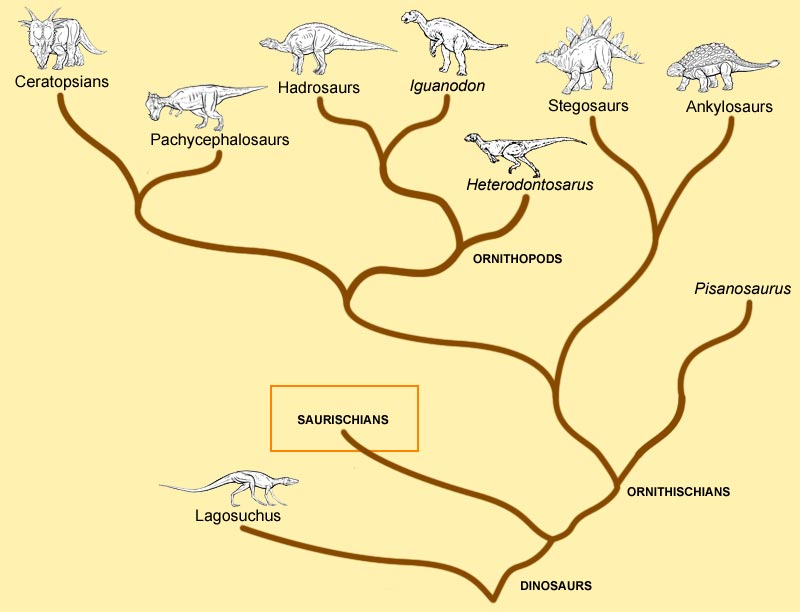 Ceratopsians
Pachycephalosaurs
Hadrosaurs
Iguanodon
Heterodontosarus
Stegosaurs
Ankylosaurs
ORNITHOPODS
Pisanosaurus
SAURISCHIANS
ORNITHISCHIANS
Lagosuchus
DINOSAURS